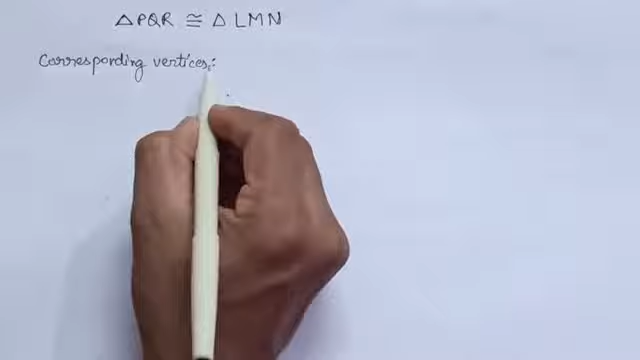 △PQR ≅ △LMN
Corresponding vertices: